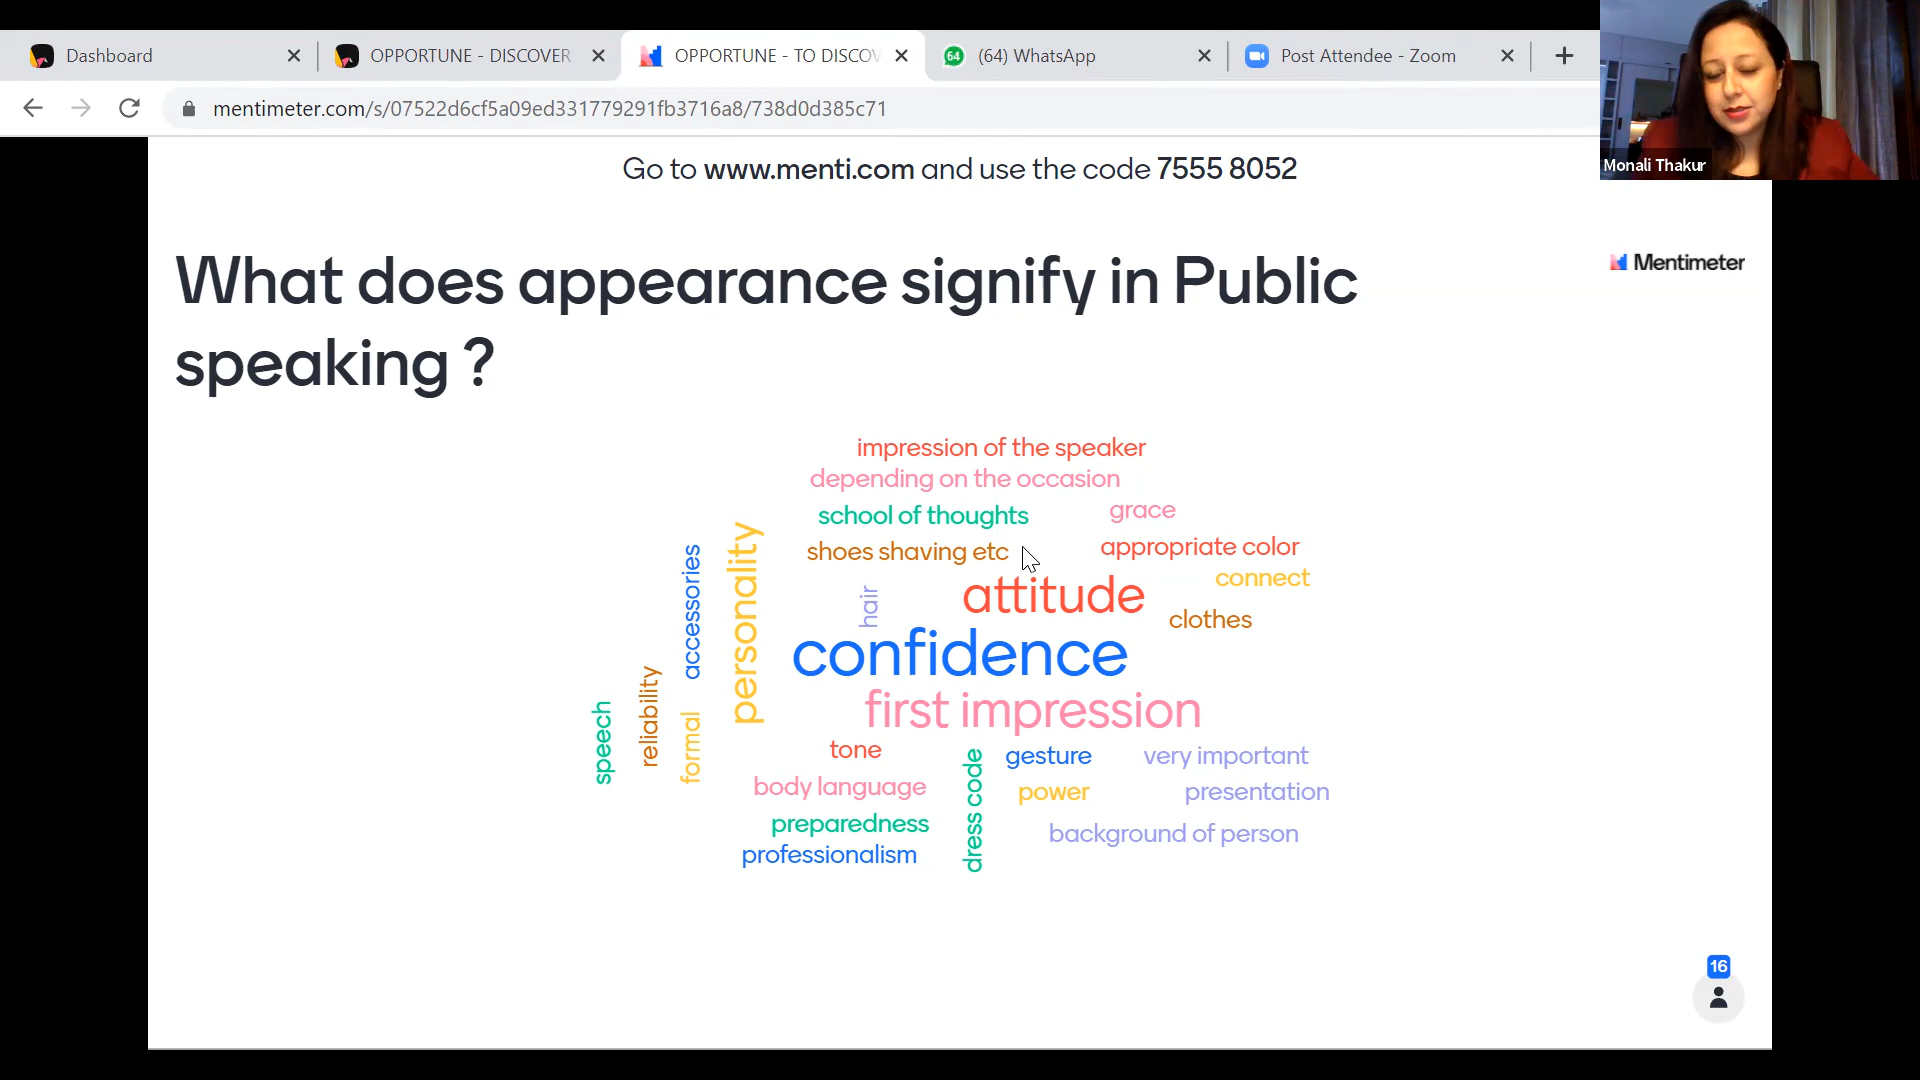 Dashboard
OPPORTUNE - DISCOVER
OPPORTUNE - TO DISCOV
64
(64) WhatsApp
Post Attendee - Zoom
mentimeter.com/s/07522d6cf5a09ed331779291fb3716a8/738d0d385c71
Monali Thakur
Go to www.menti.com and use the code 7555 8052
What does appearance signify in Public
speaking ?
Mentimeter
impression of the speaker
depending on the occasion
school of thoughts
grace
shoes shaving etc
appropriate color
connect
accessories
personality
hair
attitude
clothes
confidence
first impression
speech
reliability
formal
tone
dress code
gesture
very important
body language
power
presentation
preparedness
background of person
professionalism
16